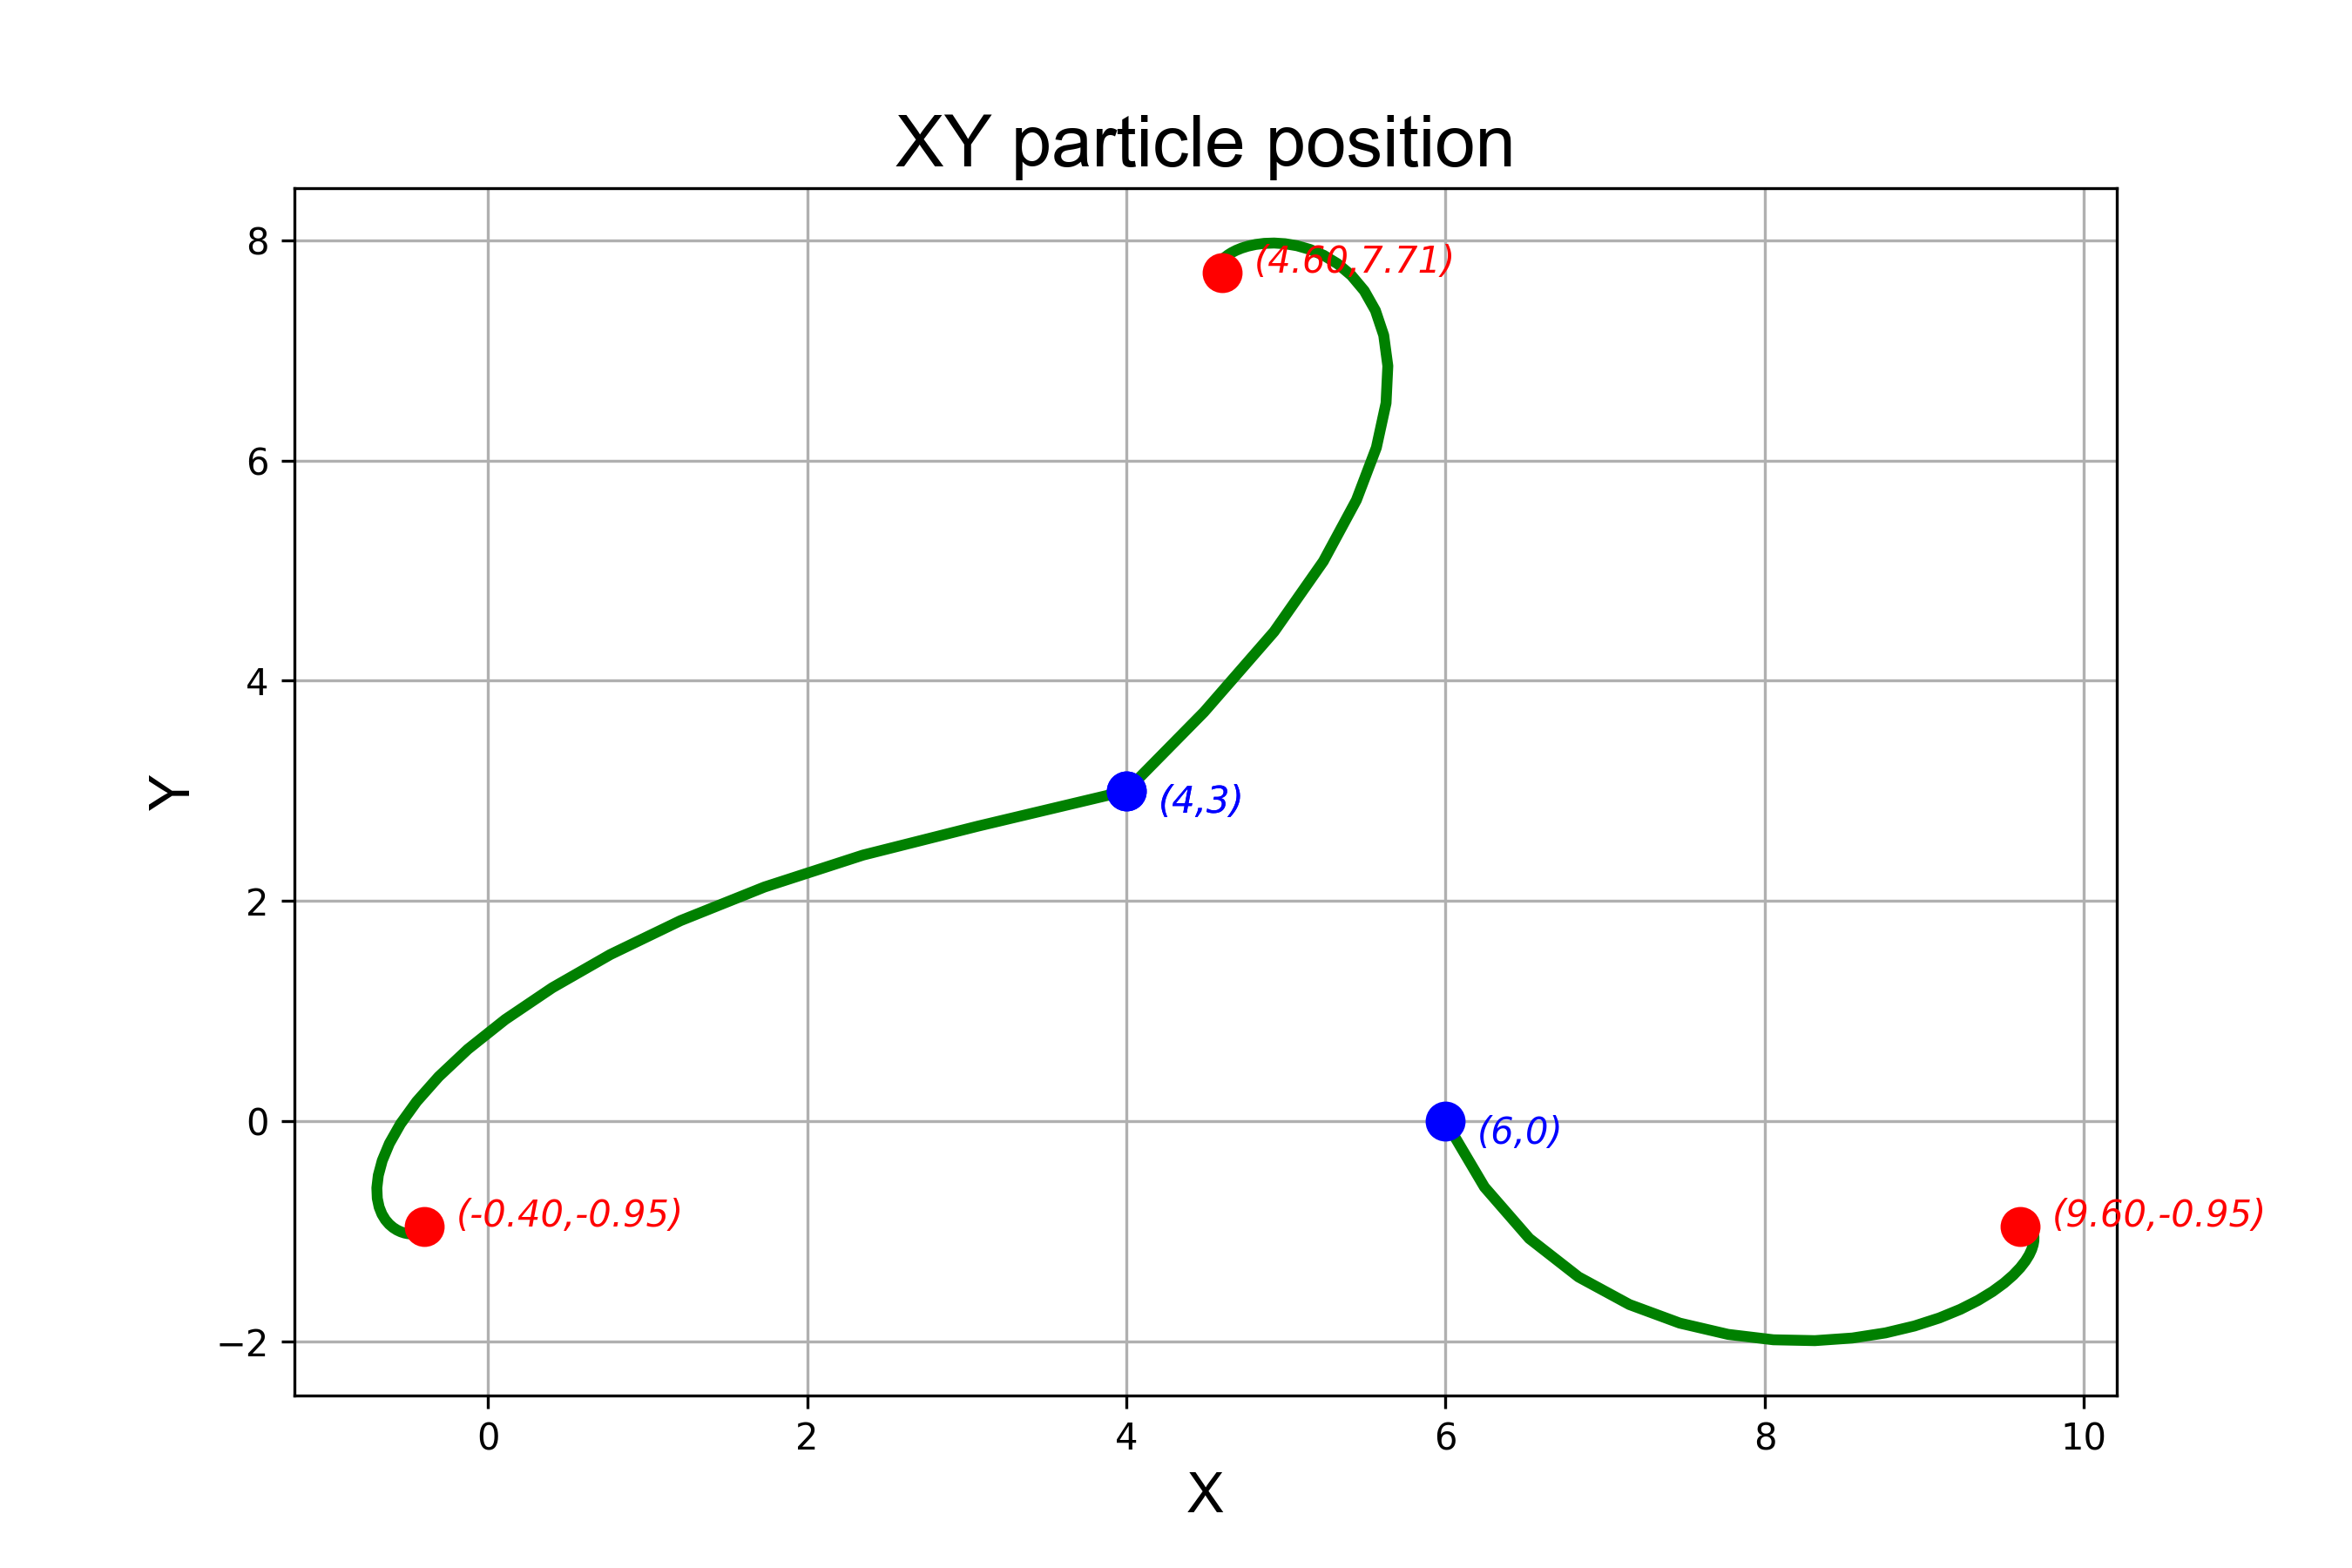 XY particle position
8
(4.60,7.71)
6
4
Y
(4,3)
2
0
(6,0)
(-0.40,-0.95)
(9.60,-0.95)
−2
0 2 4 6 8 10
X